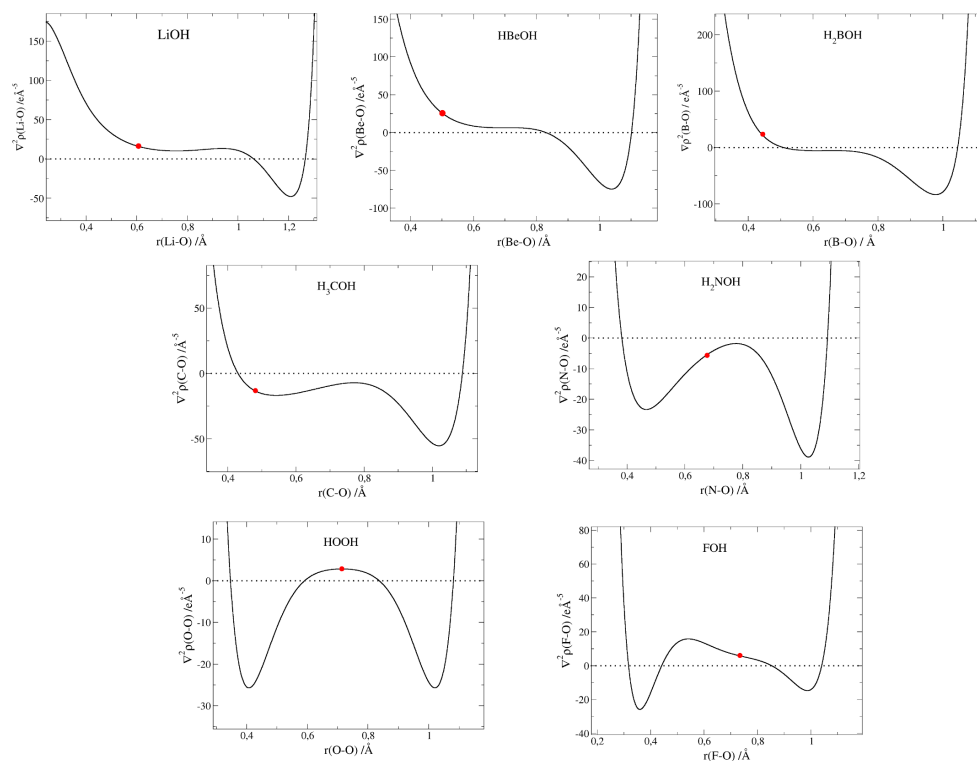 LiOH
∇²ρ(Li-O) /eÅ⁻⁵
150
100
50
0
-50
0,4 0,6 0,8 1 1,2
r(Li-O) /Å
HBeOH
∇²ρ(Be-O) /eÅ⁻⁵
150
100
50
0
-50
-100
0,4 0,6 0,8 1
r(Be-O) /Å
H₂BOH
∇ρ²(B-O) / eÅ⁻⁵
200
100
0
-100
0,4 0,6 0,8 1
r(B-O) /Å
H₃COH
∇²ρ(C-O) /Å⁻⁵
50
0
-50
0,4 0,6 0,8 1
r(C-O) /Å
H₂NOH
∇²ρ(N-O) /eÅ⁻⁵
20
10
0
-10
-20
-30
-40
0,4 0,6 0,8 1 1,2
r(N-O) /Å
HOOH
∇²ρ(O-O) /eÅ⁻⁵
10
0
-10
-20
-30
0,4 0,6 0,8 1
r(O-O) /Å
FOH
∇²ρ(F-O) /eÅ⁻⁵
80
60
40
20
0
-20
-40
0,2 0,4 0,6 0,8 1
r(F-O) /Å